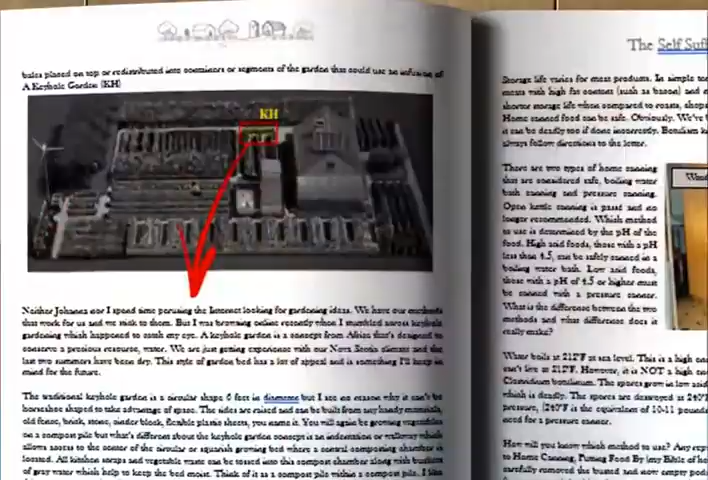 bales placed on top or redistributed into containers or segments of the garden that could use an infusion of
A Keyhole Garden (KH)
KH
Neither Johanna nor I spend time perusing the Internet looking for gardening ideas. We have our methods
that work for us and we stick to them. But I was browsing online recently when I stumbled across keyhole
gardening which happened to catch my eye. A keyhole garden is a concept from Africa that's designed to
conserve a precious resource, water. We are just getting experience with our Nova Scotia climate and the
last two summers have been dry. This style of garden bed has a lot of appeal and is something I'll keep in
mind for the future.
The traditional keyhole garden is a circular shape 6 feet in diameter but I see no reason why it can't be
horseshoe shaped to take advantage of space. The sides are raised and can be built from any handy materials,
old fence, brick, stone, cinder block, flexible plastic sheets, you name it. You will again be growing vegetables
on a compost pile but what's different about the keyhole garden concept is an indentation or walkway which
allows access to the center of the circular or squarish growing bed where a central composting chamber is
located. All kitchen scraps and vegetable waste can be tossed into this compost chamber along with buckets
of gray water which help to keep the bed moist. Think of it as a compost pile within a compost pile. I like
The Self Suff
Storage life varies for most products. In simple te
meats with high fat content (such as bacon) and
shorter storage life when compared to roasts, chops
Home canned food can be safe. Obviously. We've
it can be deadly too if done incorrectly. Botulism
always follow directions to the letter.
There are two types of home canning
that are considered safe, boiling water
bath canning and pressure canning.
Open kettle canning is passé and no
longer recommended. Which method
to use is determined by the pH of the
food. High acid foods, those with a pH
less than 4.5, can be safely canned in a
boiling water bath. Low acid foods,
those with a pH of 4.5 or higher must
be canned with a pressure canner.
What is the difference between the two
methods and what difference does it
really make?
Water boils at 212°F at sea level. This is a high en
can't live at 212°F. However, it is NOT a high en
Clostridium botulinum. The spores grow in low acid
which is deadly. The spores are destroyed at 240°
pressure, (240°F is the equivalent of 10-11 pounds
need for a pressure canner.
How will you know which method to use? Any rep
to Home Canning, Putting Food By (my Bible of ho
carefully removed the busted and now empty pods